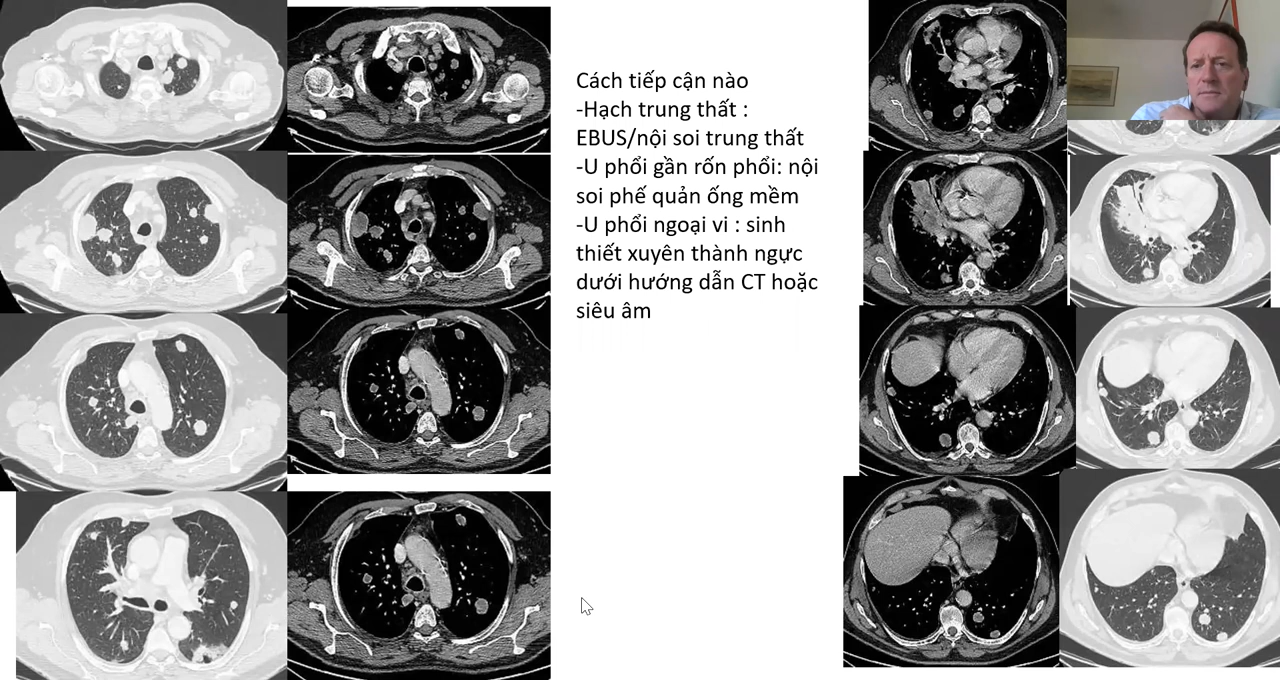 Cách tiếp cận nào
-Hạch trung thất :
EBUS/nội soi trung thất
-U phổi gần rốn phổi: nội
soi phế quản ống mềm
-U phổi ngoại vi : sinh
thiết xuyên thành ngực
dưới hướng dẫn CT hoặc
siêu âm